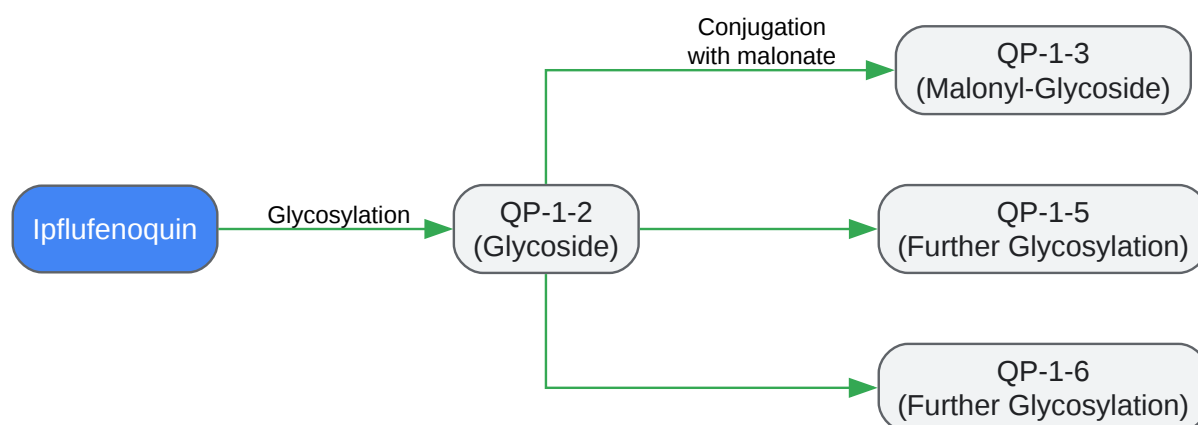 Conjugation
with malonate
QP-1-3
(Malonyl-Glycoside)
Ipflufenoquin
Glycosylation
QP-1-2
(Glycoside)
QP-1-5
(Further Glycosylation)
QP-1-6
(Further Glycosylation)